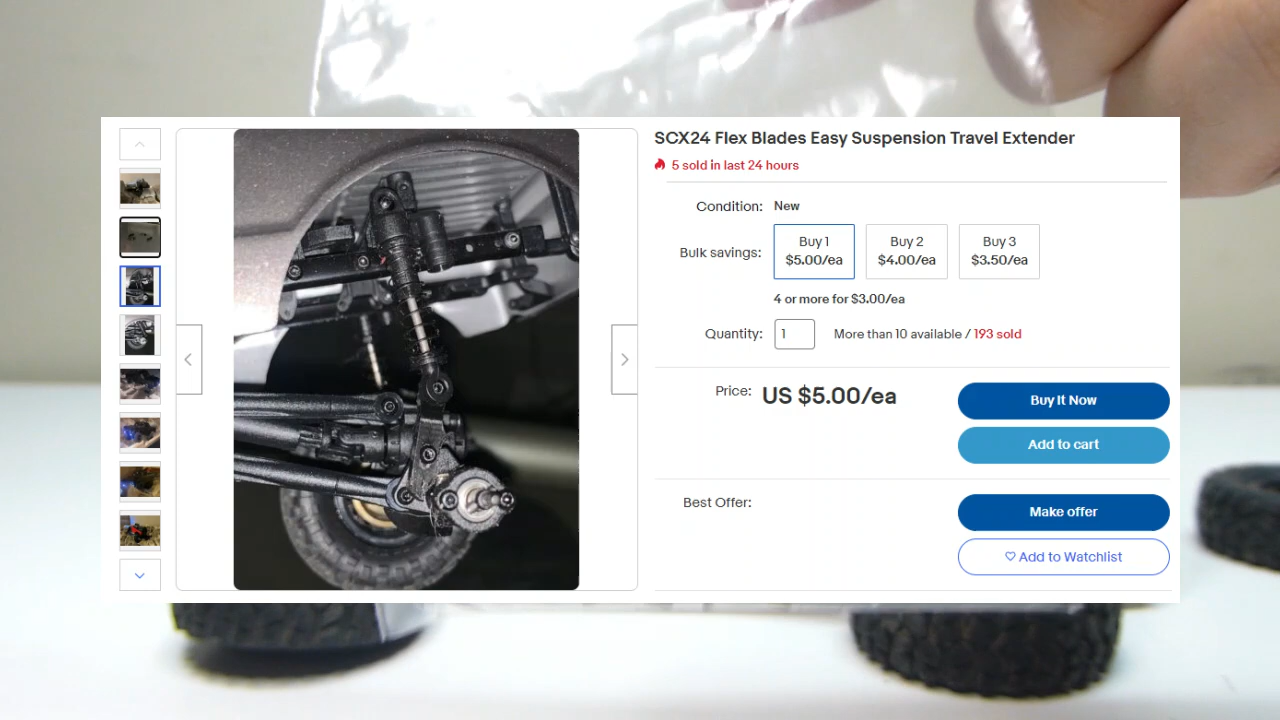 SCX24 Flex Blades Easy Suspension Travel Extender
5 sold in last 24 hours
Condition: New
Bulk savings:
Buy 1
$5.00/ea
Buy 2
$4.00/ea
Buy 3
$3.50/ea
4 or more for $3.00/ea
Quantity: 1 More than 10 available / 193 sold
Price: US $5.00/ea
Buy It Now
Add to cart
Best Offer:
Make offer
Add to Watchlist